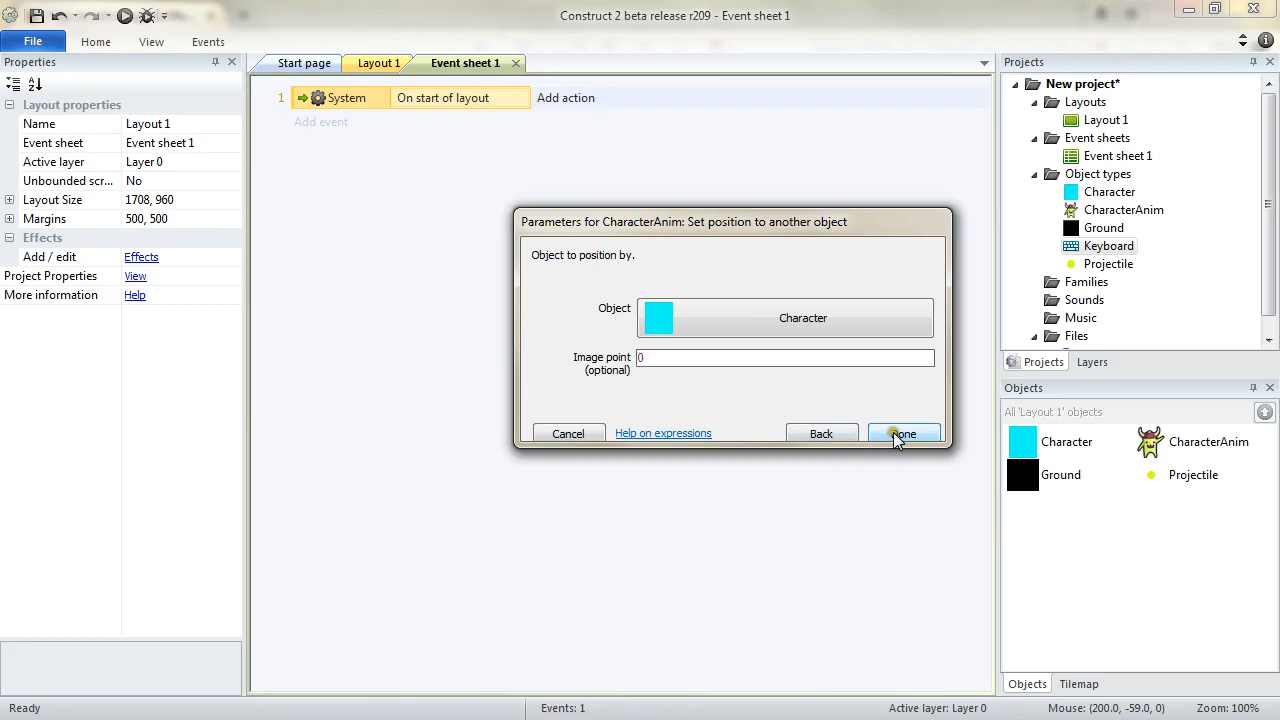 Construct 2 beta release r209 - Event sheet 1
File Home View Events
Properties
Start page
Layout 1
Event sheet 1
Projects
Layout properties
Name Layout 1
Event sheet Event sheet 1
Active layer Layer 0
Unbounded scr... No
Layout Size 1708, 960
Margins 500, 500
Effects
Add / edit Effects
Project Properties View
More information Help
1 System On start of layout Add action
Add event
Parameters for CharacterAnim: Set position to another object
Object to position by.
Object Character
Image point 0
(optional)
Cancel Help on expressions Back Done
New project*
Layouts
Layout 1
Event sheets
Event sheet 1
Object types
Character
CharacterAnim
Ground
Keyboard
Projectile
Families
Sounds
Music
Files
Projects Layers
Objects
All 'Layout 1' objects
Character CharacterAnim
Ground Projectile
Objects Tilemap
Ready Events: 1 Active layer: Layer 0 Mouse: (200.0, -59.0, 0) Zoom: 100%